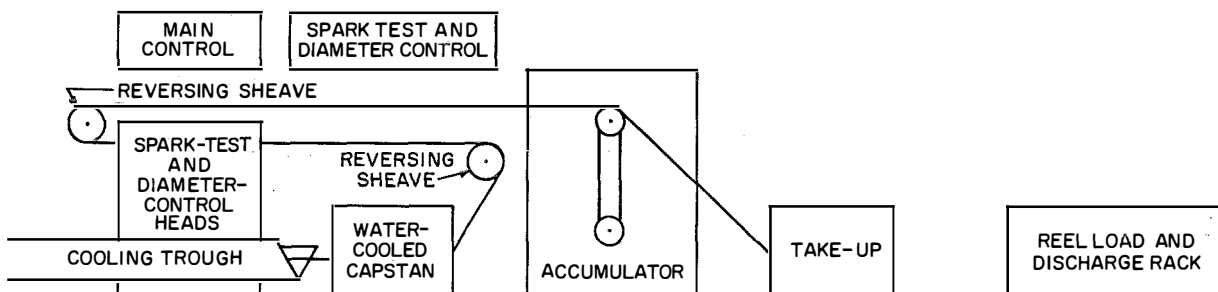 MAIN
CONTROL
SPARK TEST AND
DIAMETER CONTROL
REVERSING SHEAVE
SPARK-TEST
AND
DIAMETER-
CONTROL
HEADS
REVERSING
SHEAVE
COOLING TROUGH
WATER-
COOLED
CAPSTAN
ACCUMULATOR
TAKE-UP
REEL LOAD AND
DISCHARGE RACK